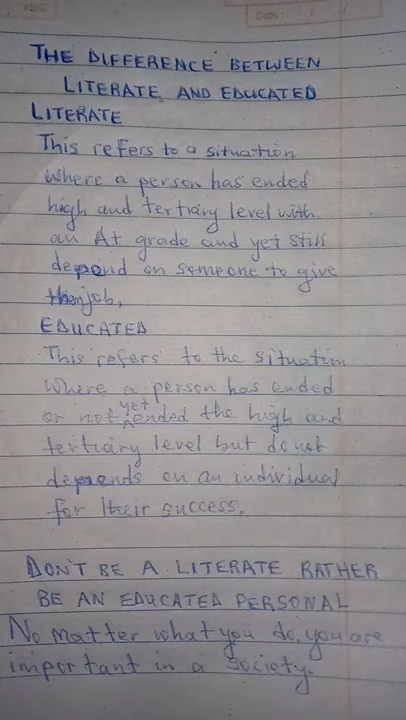 Date:
THE DIFFERENCE BETWEEN
LITERATE AND EDUCATED
LITERATE
This refers to a situation
where a person has ended
high and tertiary level with
an At grade and yet still
depend on someone to give
them job,
EDUCATED
This refers to the situation
where a person has ended
or not yet ended the high and
tertiary level but do not
depends on an individual
for their success.
DON'T BE A LITERATE RATHER
BE AN EDUCATED PERSONAL
No matter what you do, you are
important in a society.